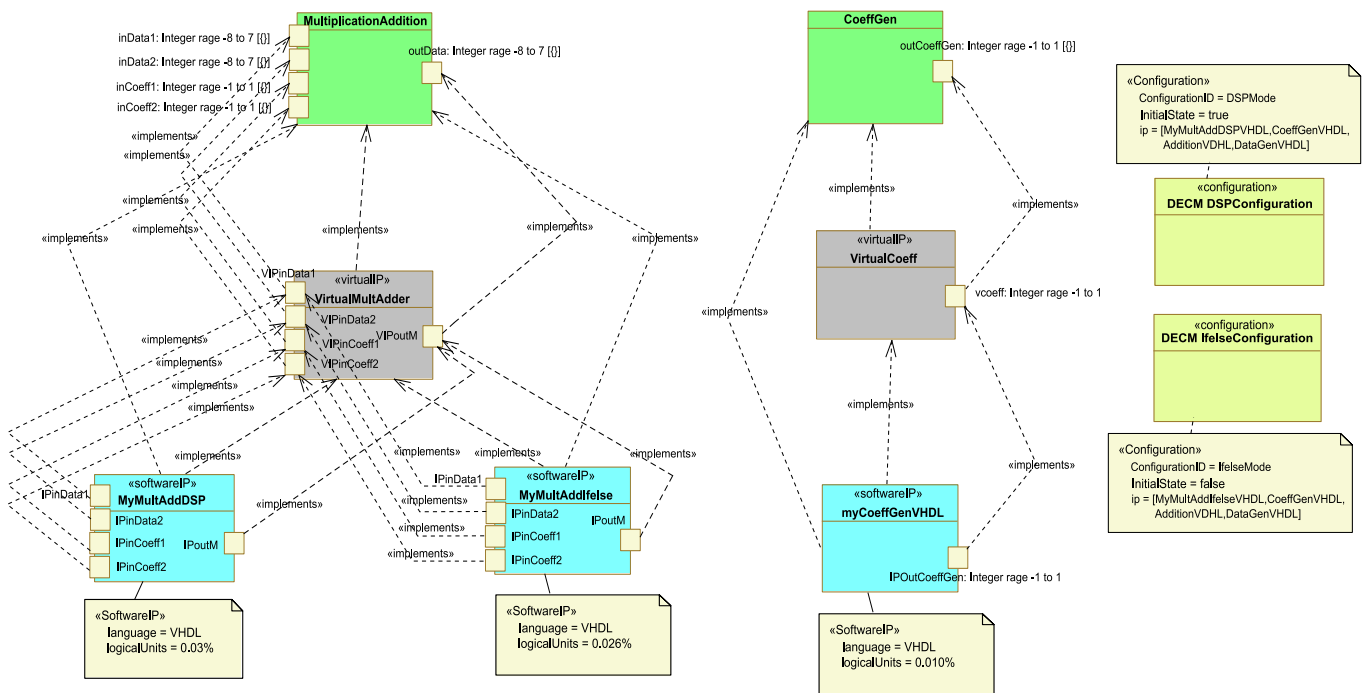 MultiplicationAddition
inData1: Integer rage -8 to 7 [{}]
inData2: Integer rage -8 to 7 [{}]
inCoeff1: Integer rage -1 to 1 [{}]
inCoeff2: Integer rage -1 to 1 [{}]
outData: Integer rage -8 to 7 [{}]
«implements»
«implements»
«implements»
«implements»
«implements»
«implements»
«implements»
«implements»
«virtualIP»
VirtualMultAdder
VIPinData1
VIPinData2
VIPinCoeff1
VIPinCoeff2
VIPoutM
«implements»
«implements»
«implements»
«implements»
«implements»
«implements»
«implements»
«implements»
«implements»
«implements»
«implements»
«implements»
«softwareIP»
MyMultAddDSP
IPinData1
IPinData2
IPinCoeff1
IPinCoeff2
IPoutM
«SoftwareIP»
language = VHDL
logicalUnits = 0.03%
«softwareIP»
MyMultAddIfelse
IPinData1
IPinData2
IPinCoeff1
IPinCoeff2
IPoutM
«SoftwareIP»
language = VHDL
logicalUnits = 0.026%
CoeffGen
outCoeffGen: Integer rage -1 to 1 [{}]
«implements»
«implements»
«implements»
«virtualIP»
VirtualCoeff
vcoeff: Integer rage -1 to 1
«implements»
«implements»
«softwareIP»
myCoeffGenVHDL
IPOutCoeffGen: Integer rage -1 to 1
«SoftwareIP»
language = VHDL
logicalUnits = 0.010%
«Configuration»
ConfigurationID = DSPMode
InitialState = true
ip = [MyMultAddDSPVHDL,CoeffGenVHDL,
AdditionVDHL,DataGenVHDL]
«configuration»
DECM DSPConfiguration
«configuration»
DECM IfelseConfiguration
«Configuration»
ConfigurationID = IfelseMode
InitialState = false
ip = [MyMultAddIfelseVHDL,CoeffGenVHDL,
AdditionVDHL,DataGenVHDL]